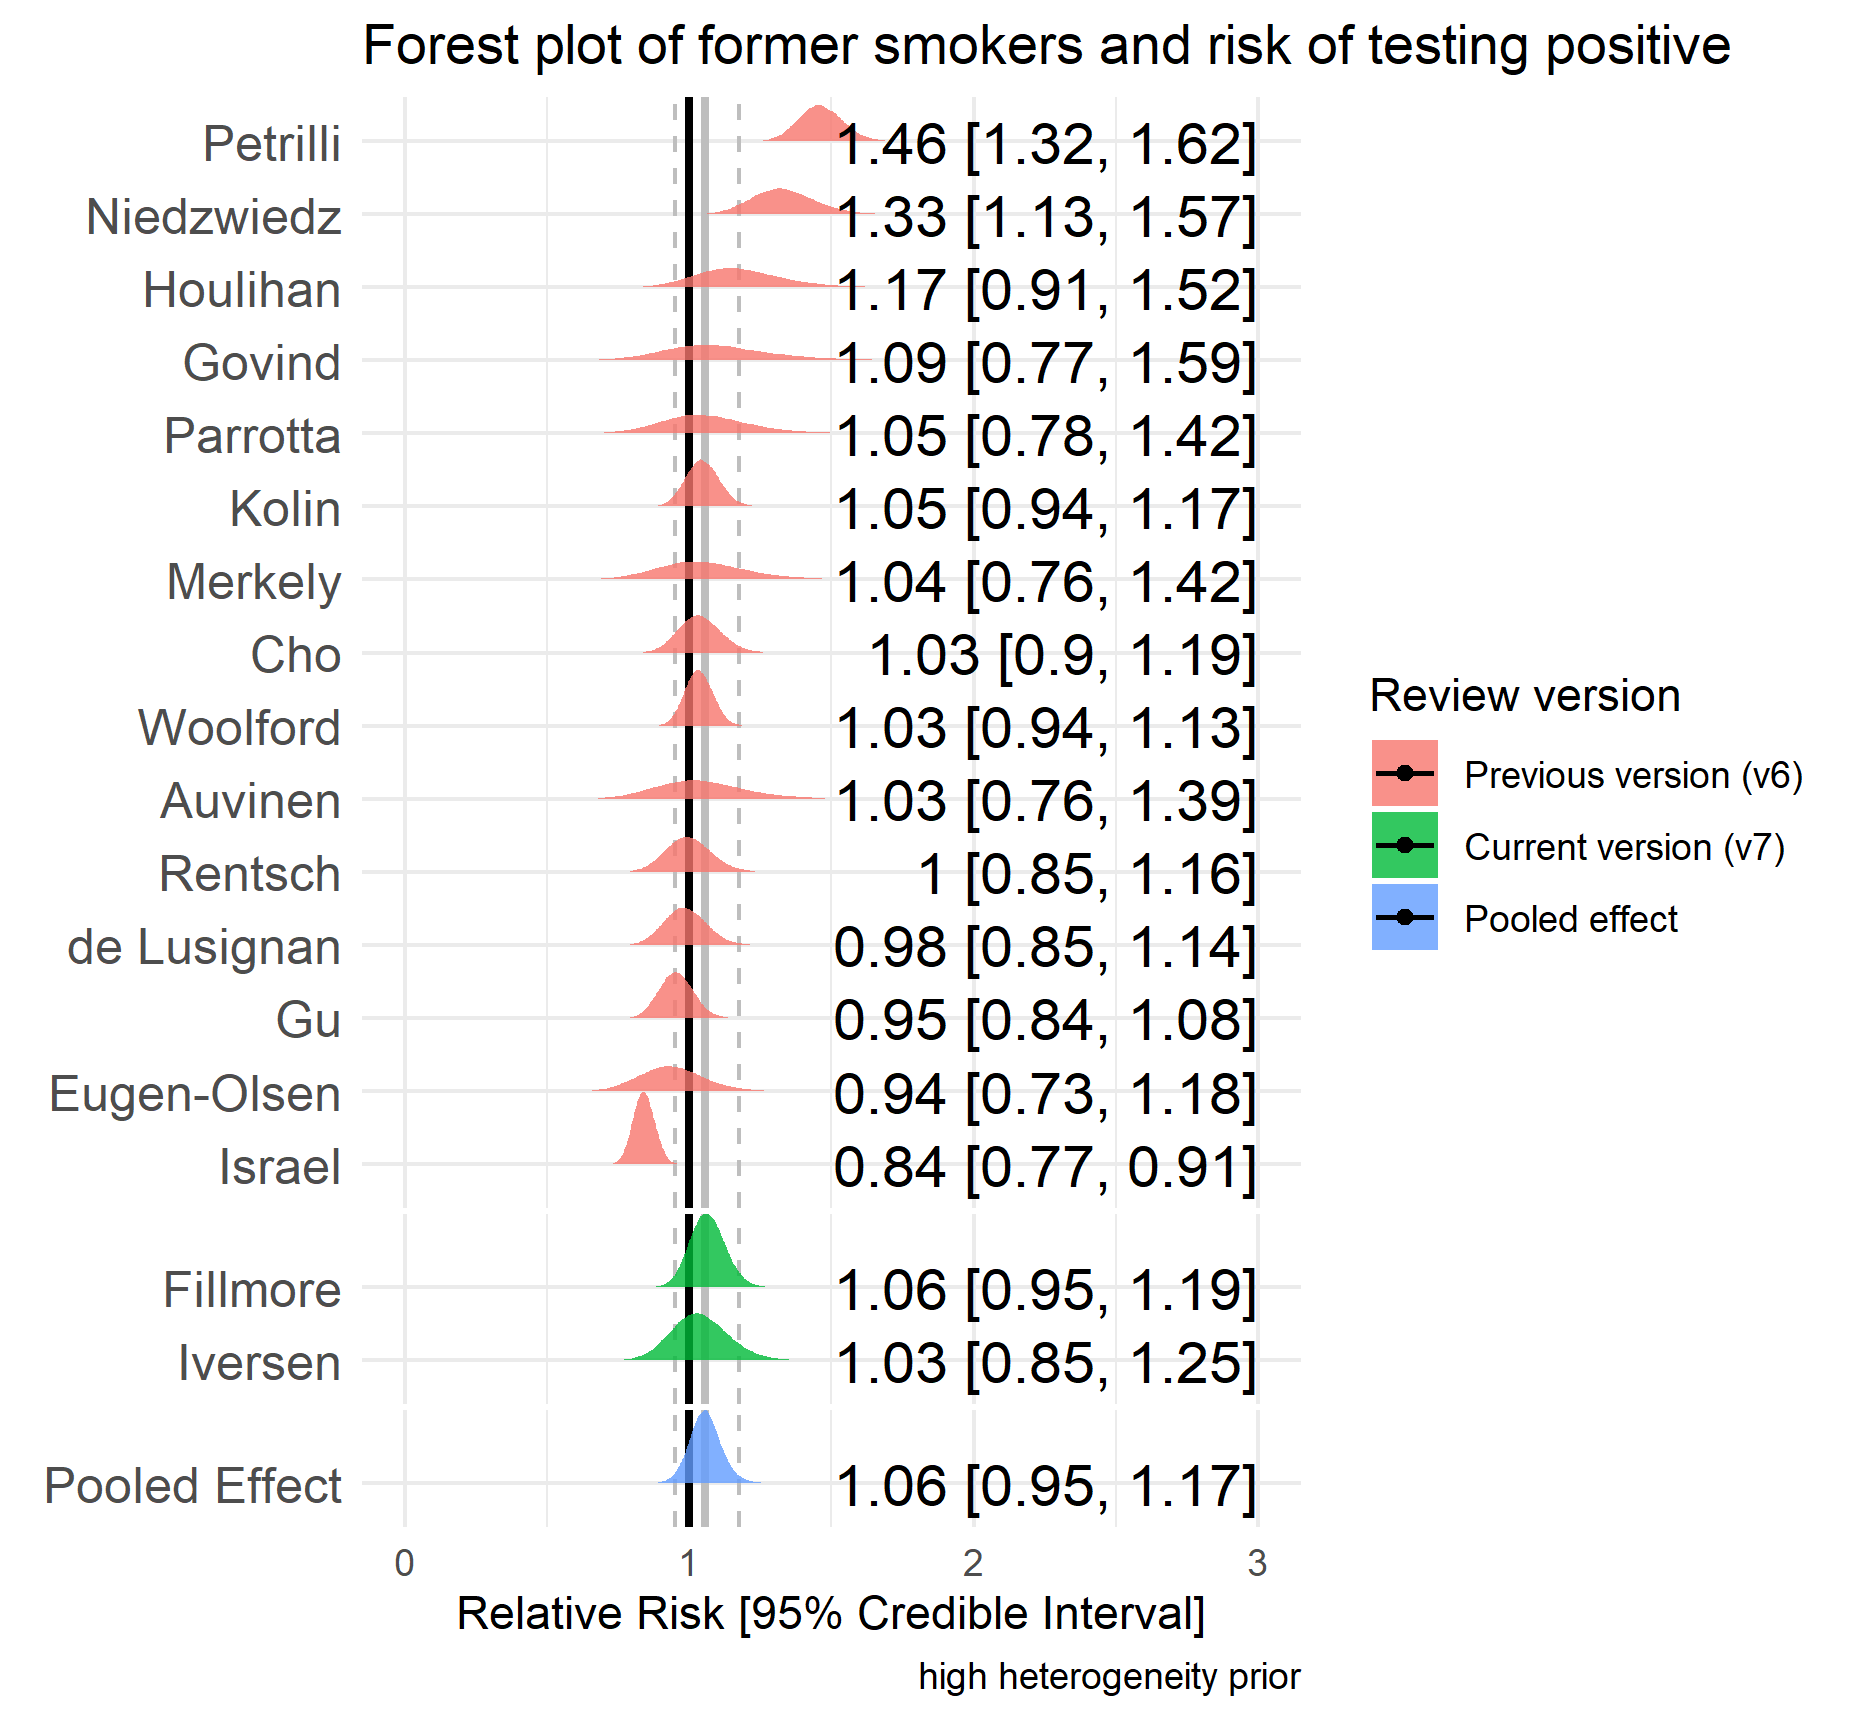 Forest plot of former smokers and risk of testing positive
Petrilli 1.46 [1.32, 1.62]
Niedzwiedz 1.33 [1.13, 1.57]
Houlihan 1.17 [0.91, 1.52]
Govind 1.09 [0.77, 1.59]
Parrotta 1.05 [0.78, 1.42]
Kolin 1.05 [0.94, 1.17]
Merkely 1.04 [0.76, 1.42]
Cho 1.03 [0.9, 1.19]
Woolford 1.03 [0.94, 1.13]
Auvinen 1.03 [0.76, 1.39]
Rentsch 1 [0.85, 1.16]
de Lusignan 0.98 [0.85, 1.14]
Gu 0.95 [0.84, 1.08]
Eugen-Olsen 0.94 [0.73, 1.18]
Israel 0.84 [0.77, 0.91]
Fillmore 1.06 [0.95, 1.19]
Iversen 1.03 [0.85, 1.25]
Pooled Effect 1.06 [0.95, 1.17]
0 1 2 3
Relative Risk [95% Credible Interval]
high heterogeneity prior
Review version
Previous version (v6)
Current version (v7)
Pooled effect